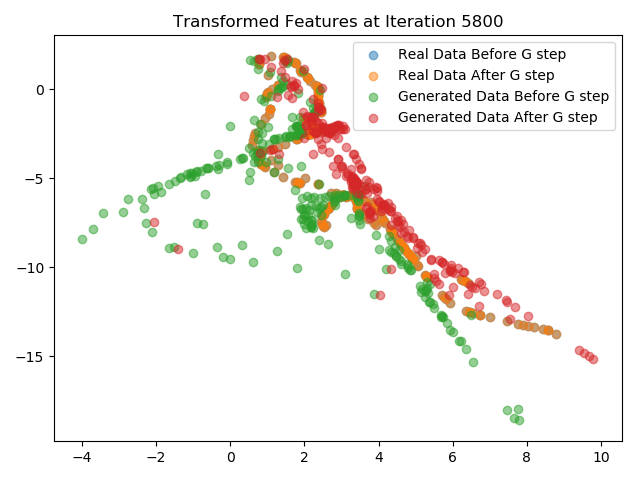 Transformed Features at Iteration 5800
Real Data Before G step
Real Data After G step
Generated Data Before G step
Generated Data After G step
0
−5
−10
−15
−4 −2 0 2 4 6 8 10